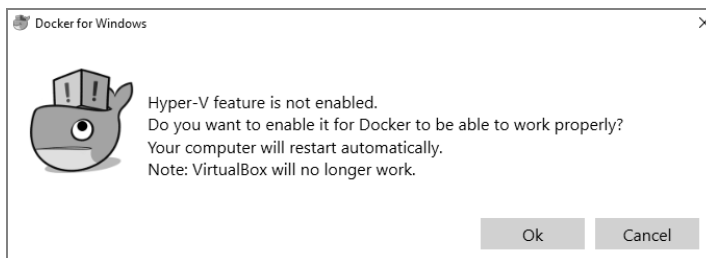 Docker for Windows
! !
Hyper-V feature is not enabled.
Do you want to enable it for Docker to be able to work properly?
Your computer will restart automatically.
Note: VirtualBox will no longer work.
Ok Cancel